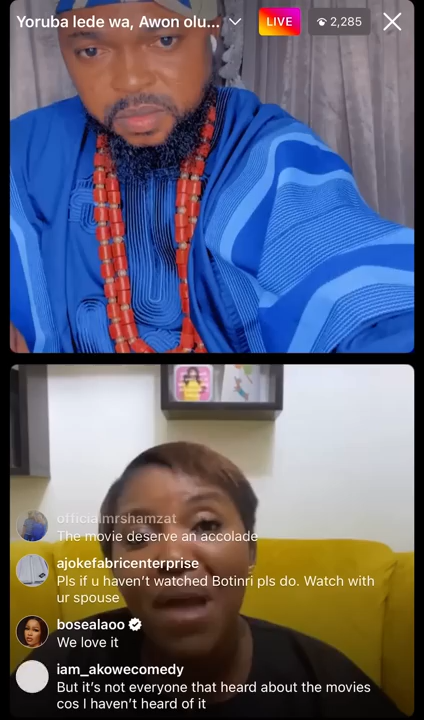 Yoruba lede wa, Awon olu...
LIVE
2,285
officialmrshamzat
The movie deserve an accolade
ajokefabricenterprise
Pls if u haven’t watched Botinri pls do. Watch with
ur spouse
bosealaoo
We love it
iam_akowecomedy
But it’s not everyone that heard about the movies
cos I haven’t heard of it